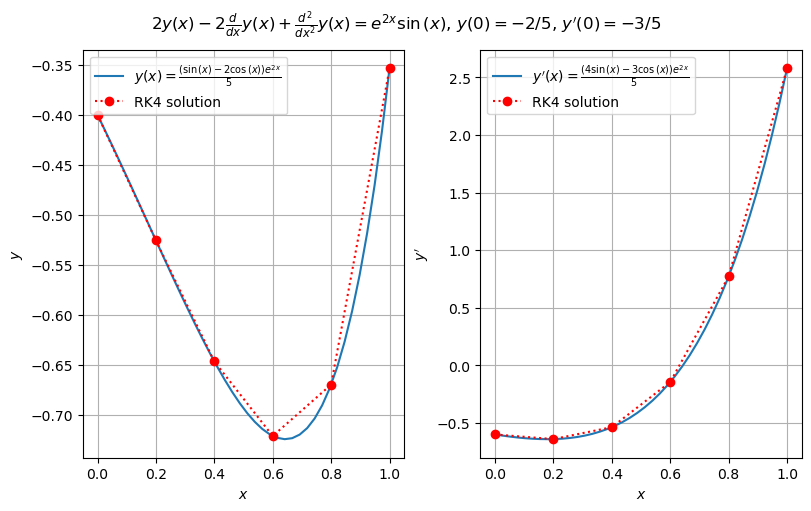 2y(x) − 2 d/dx y(x) + d²/dx² y(x) = e²ˣ sin (x), y(0) = −2/5, y′(0) = −3/5
y(x) = (sin (x) − 2cos (x))e²ˣ/5
RK4 solution
−0.35
−0.40
−0.45
−0.50
−0.55
−0.60
−0.65
−0.70
y
0.0 0.2 0.4 0.6 0.8 1.0
x
y′(x) = (4sin (x) − 3cos (x))e²ˣ/5
RK4 solution
2.5
2.0
1.5
1.0
0.5
0.0
−0.5
y′
0.0 0.2 0.4 0.6 0.8 1.0
x